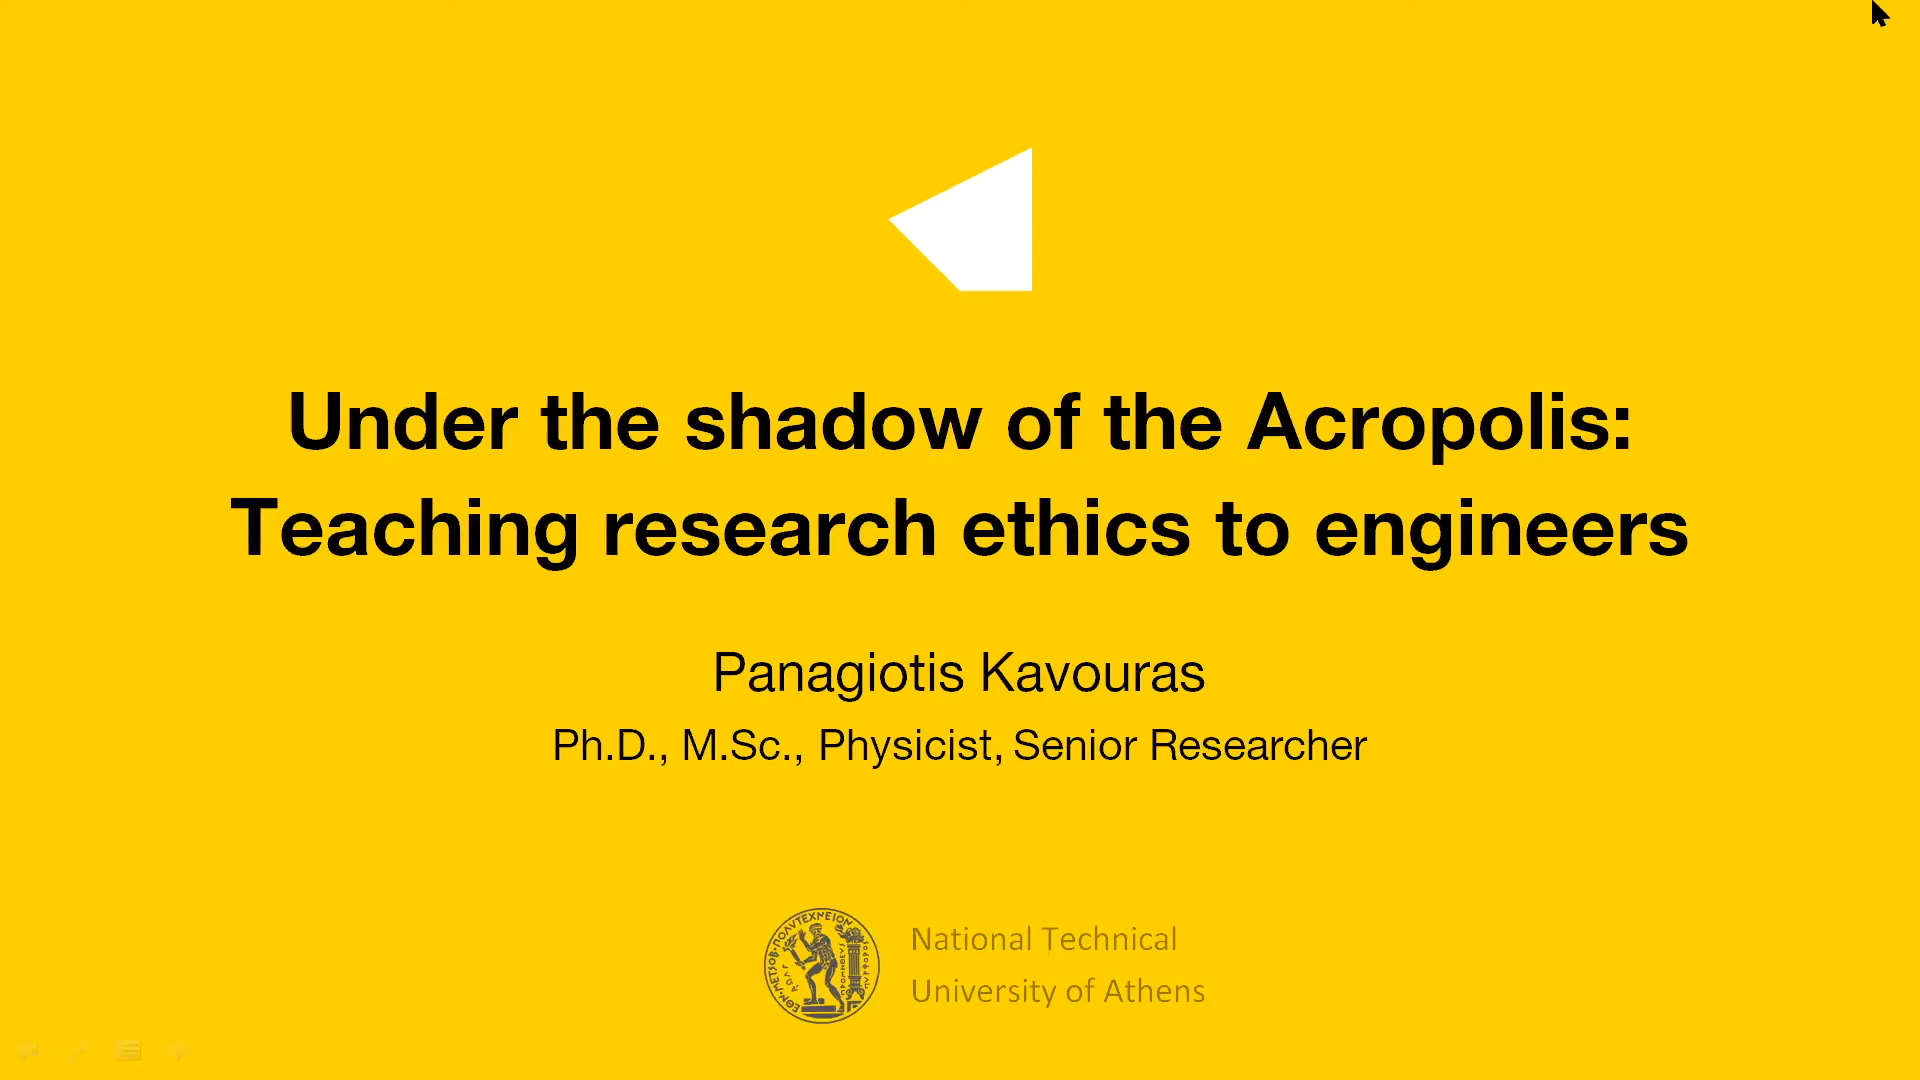 Under the shadow of the Acropolis:
Teaching research ethics to engineers
Panagiotis Kavouras
Ph.D., M.Sc., Physicist, Senior Researcher
National Technical
University of Athens